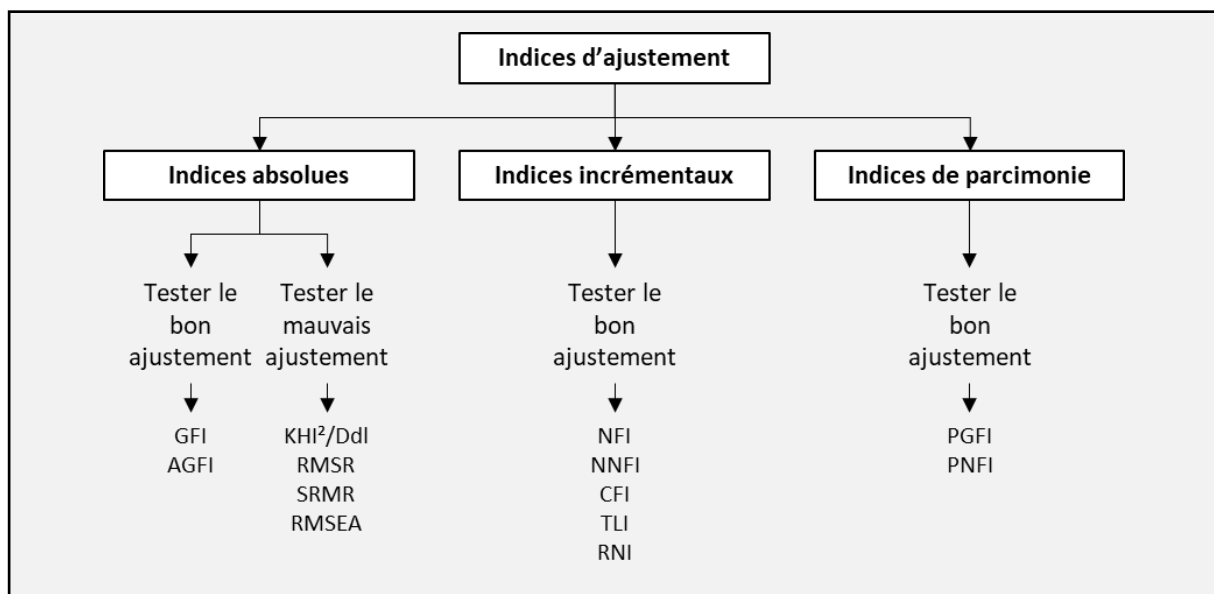 Indices d’ajustement
Indices absolues
Indices incrémentaux
Indices de parcimonie
Tester le
bon
ajustement
Tester le
mauvais
ajustement
Tester le
bon
ajustement
Tester le
bon
ajustement
GFI
AGFI
KHI²/Ddl
RMSR
SRMR
RMSEA
NFI
NNFI
CFI
TLI
RNI
PGFI
PNFI